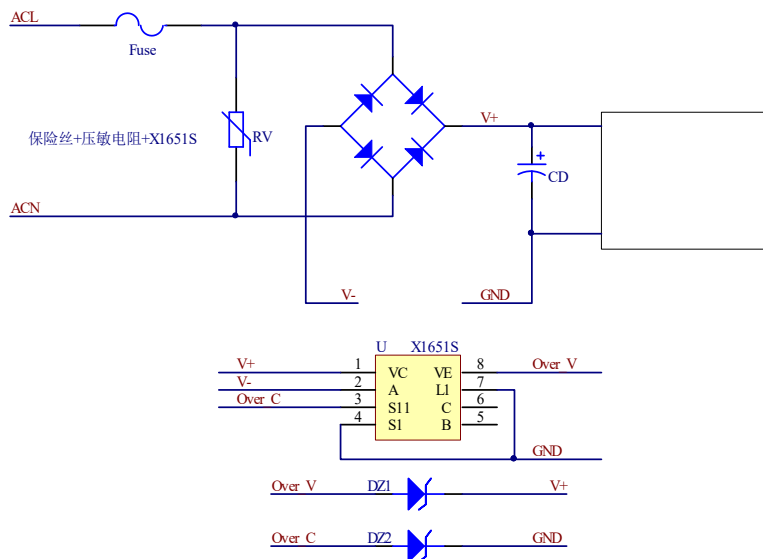 ACL
Fuse
V+
保险丝+压敏电阻+X1651S
RV
CD
ACN
V-
GND
U X1651S
V+ 1 VC VE 8 Over V
V- 2 A L1 7
Over C 3 S11 C 6
4 S1 B 5
GND
Over V DZ1 V+
Over C DZ2 GND